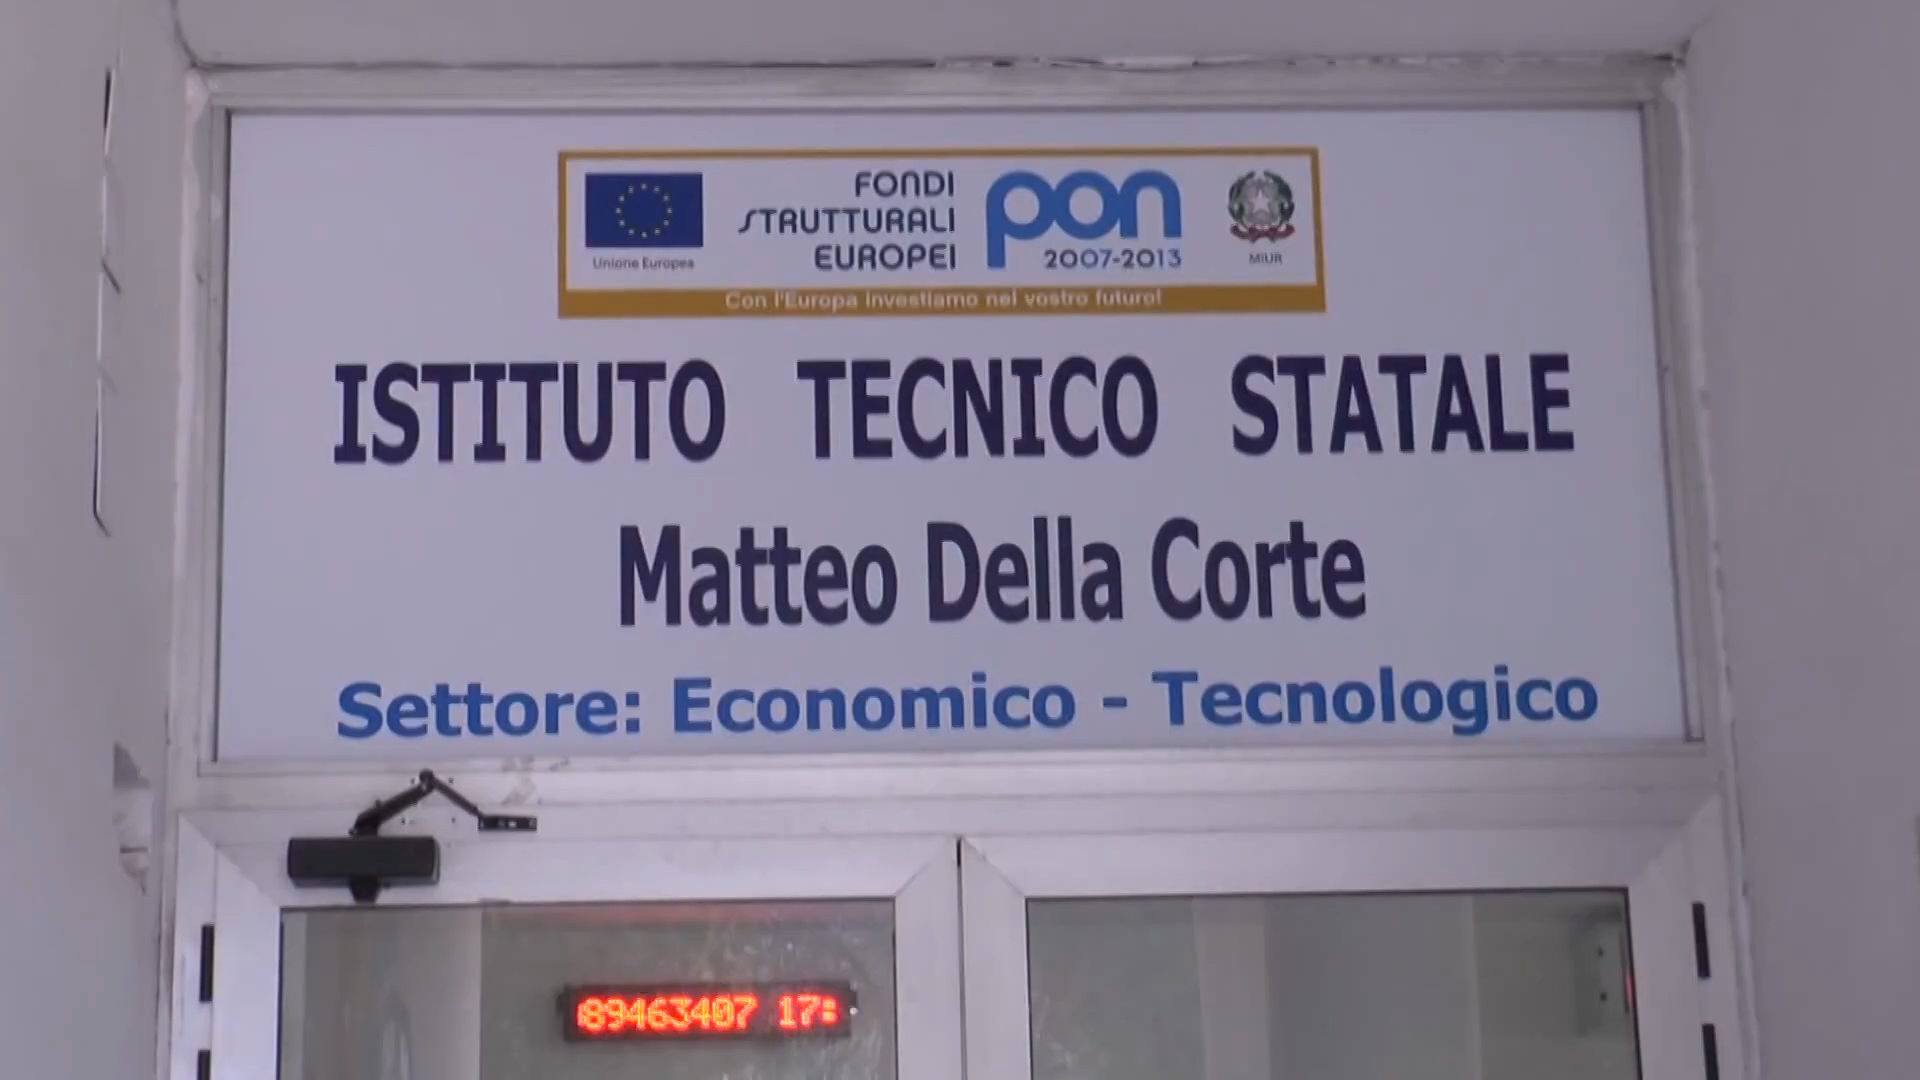 FONDI
STRUTTURALI
EUROPEI
pon
2007-2013
Unione Europea
MIUR
Con l'Europa investiamo nel vostro futuro!
ISTITUTO TECNICO STATALE
Matteo Della Corte
Settore: Economico - Tecnologico
89463407 17: